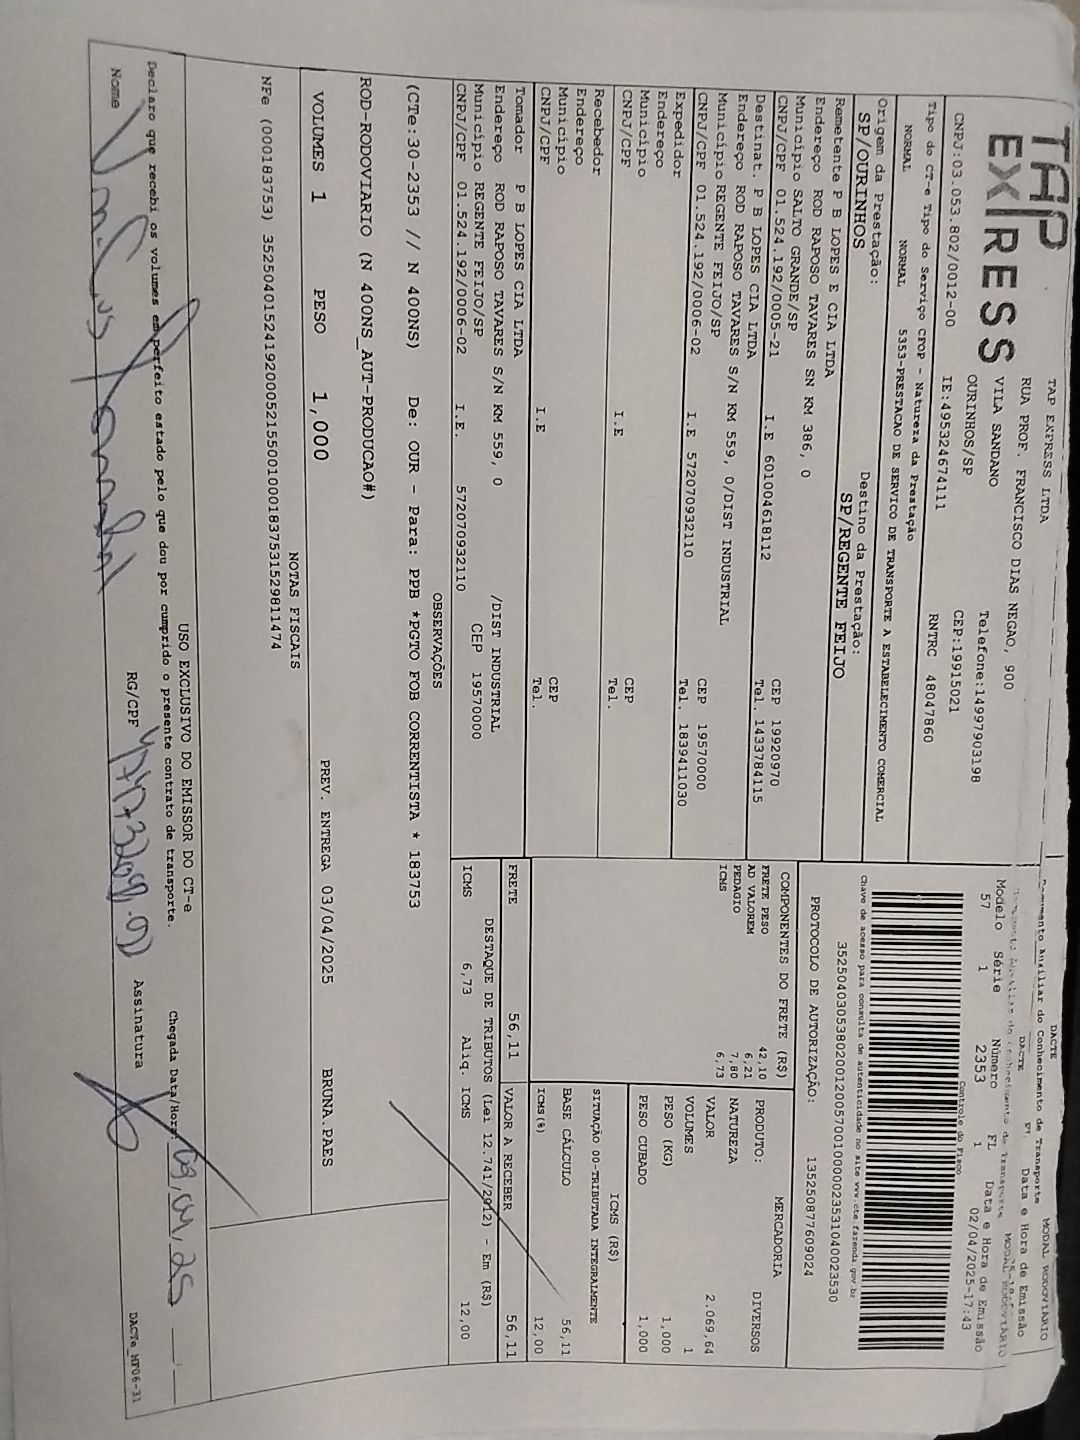 TAP
EXPRESS
TAP EXPRESS LTDA
RUA PROF. FRANCISCO DIAS NEGAO, 900
VILA SANDANO Telefone:14997903198
OURINHOS/SP CEP:19915021
CNPJ:03.053.802/0012-00 IE:495324674111 RNTRC 48047860
DACTE MODAL RODOVIARIO
Documento Auxiliar do Conhecimento de Transporte
Modelo Série Número FL Data e Hora de Emissão
57 1 2353 1 02/04/2025-17:43
Controle do Fisco
Chave de acesso para consulta de autenticidade no site www.cte.fazenda.gov.br
35250403053802001200570010000023531040023530
PROTOCOLO DE AUTORIZAÇÃO: 135250877609024
Tipo do CT-e Tipo do Serviço CFOP - Natureza da Prestação
NORMAL NORMAL 5353-PRESTACAO DE SERVICO DE TRANSPORTE A ESTABELECIMENTO COMERCIAL
Origem da Prestação: Destino da Prestação:
SP/OURINHOS SP/REGENTE FEIJO
Remetente P B LOPES E CIA LTDA
Endereço ROD RAPOSO TAVARES SN KM 386, 0
Município SALTO GRANDE/SP CEP 19920970
CNPJ/CPF 01.524.192/0005-21 I.E 601004618112 Tel. 1433784115
Destinat. P B LOPES CIA LTDA
Endereço ROD RAPOSO TAVARES S/N KM 559, 0/DIST INDUSTRIAL
Município REGENTE FEIJO/SP CEP 19570000
CNPJ/CPF 01.524.192/0006-02 I.E 572070932110 Tel. 1839411030
Expedidor
Endereço
Município CEP
CNPJ/CPF I.E Tel.
Recebedor
Endereço
Município CEP
CNPJ/CPF I.E Tel.
Tomador P B LOPES CIA LTDA
Endereço ROD RAPOSO TAVARES S/N KM 559, 0 /DIST INDUSTRIAL
Município REGENTE FEIJO/SP CEP 19570000
CNPJ/CPF 01.524.192/0006-02 I.E. 572070932110
COMPONENTES DO FRETE (R$)
FRETE PESO 42,10
AD VALOREM 6,21
PEDAGIO 7,80
ICMS 6,73
MERCADORIA
PRODUTO: DIVERSOS
NATUREZA
VALOR 2.069,64
VOLUMES 1
PESO (KG) 1,000
PESO CUBADO 1,000
ICMS (R$)
SITUAÇÃO 00-TRIBUTADA INTEGRALMENTE
BASE CÁLCULO 56,11
ICMS(%) 12,00
FRETE 56,11 VALOR A RECEBER 56,11
DESTAQUE DE TRIBUTOS (Lei 12.741/2012) - Em (R$)
ICMS 6,73 Aliq. ICMS 12,00
OBSERVAÇÕES
(CTe:30-2353 // N 400NS) De: OUR - Para: PPB *PGTO FOB CORRENTISTA * 183753
ROD-RODOVIARIO (N 400NS_AUT-PRODUCAO#)
VOLUMES 1 PESO 1,000 PREV. ENTREGA 03/04/2025 BRUNA.PAES
NOTAS FISCAIS
NFe (000183753) 35250401524192000521550010001837531529811474
USO EXCLUSIVO DO EMISSOR DO CT-e
Declaro que recebi os volumes em perfeito estado pelo que dou por cumprido o presente contrato de transporte.
Chegada Data/Hora:
Nome RG/CPF Assinatura
DACTe_MF06-31